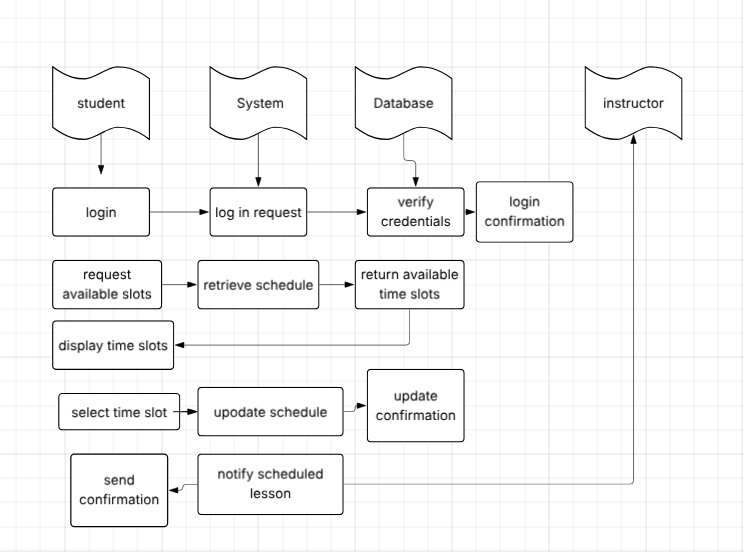 student
System
Database
instructor
login
log in request
verify
credentials
login
confirmation
request
available slots
retrieve schedule
return available
time slots
display time slots
select time slot
upodate schedule
update
confirmation
send
confirmation
notify scheduled
lesson